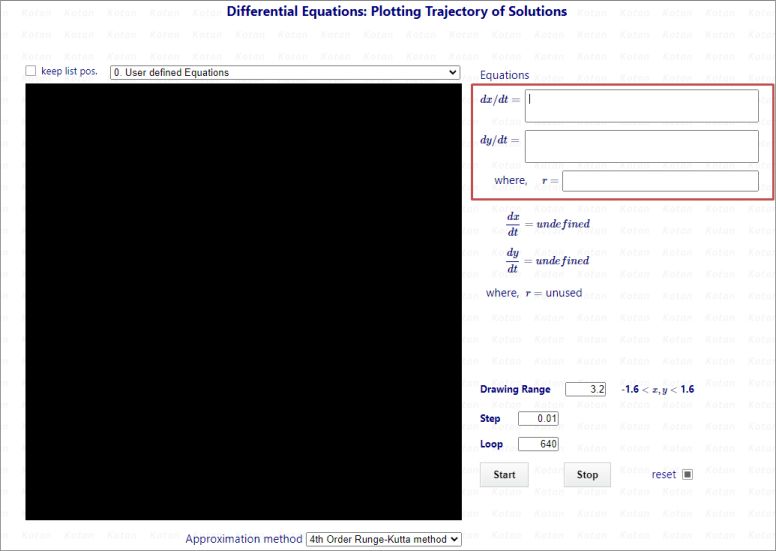 Differential Equations: Plotting Trajectory of Solutions
keep list pos. 0. User defined Equations
Equations
dx/dt =
dy/dt =
where, r =
dx/dt = undefined
dy/dt = undefined
where, r = unused
Drawing Range 3.2 -1.6 < x, y < 1.6
Step 0.01
Loop 640
Start Stop reset
Approximation method 4th Order Runge-Kutta method